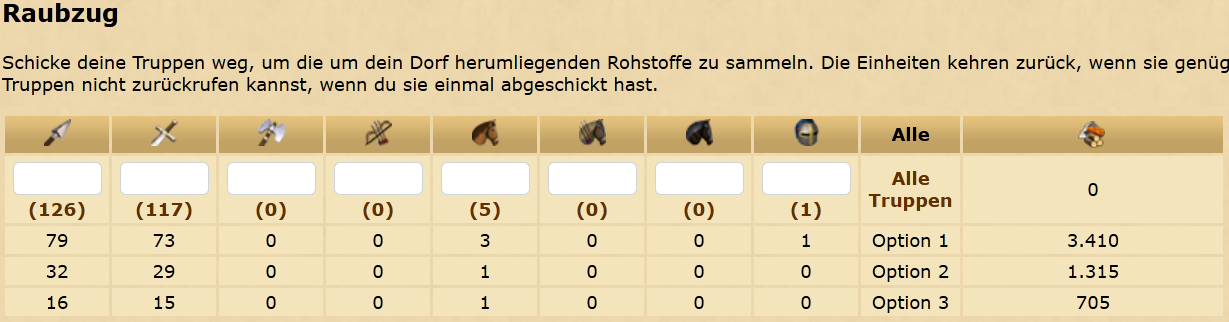 Raubzug
Schicke deine Truppen weg, um die um dein Dorf herumliegenden Rohstoffe zu sammeln. Die Einheiten kehren zurück, wenn sie genüg
Truppen nicht zurückrufen kannst, wenn du sie einmal abgeschickt hast.
Alle
Alle Truppen 0
(126) (117) (0) (0) (5) (0) (0) (1)
79 73 0 0 3 0 0 1 Option 1 3.410
32 29 0 0 1 0 0 0 Option 2 1.315
16 15 0 0 1 0 0 0 Option 3 705